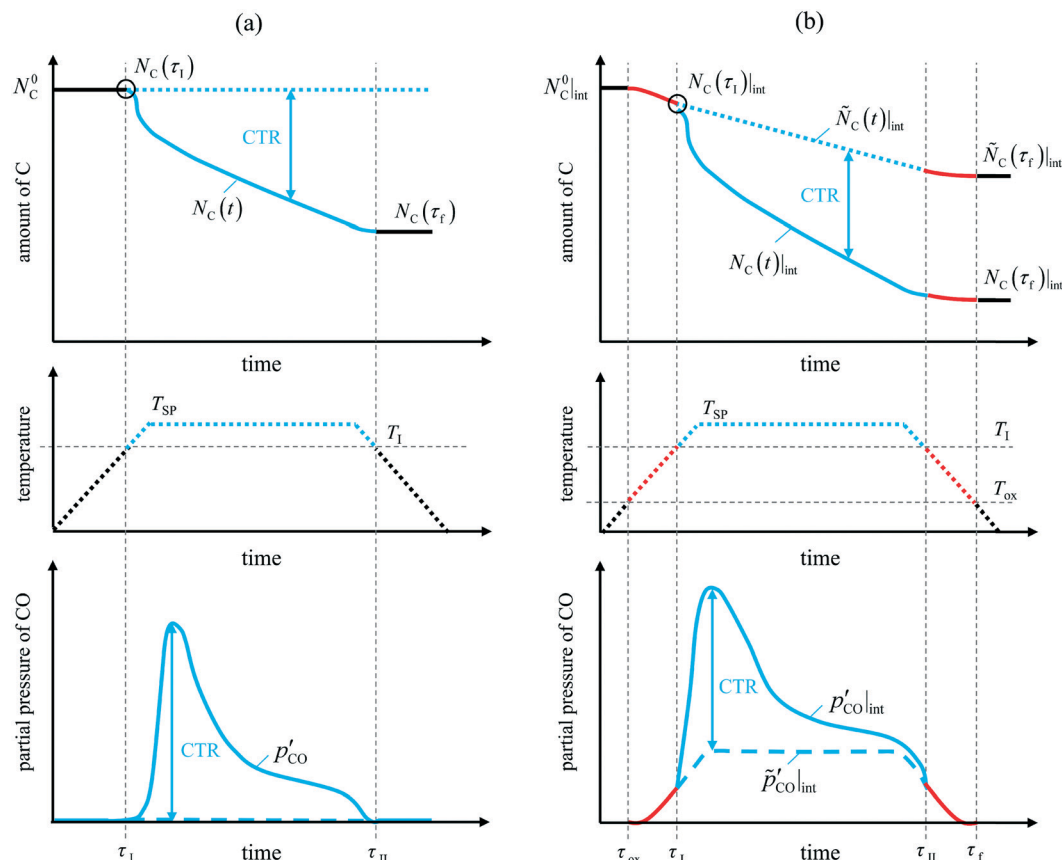 (a)
N_C^0
N_C(τ_I)
CTR
N_C(t)
N_C(τ_f)
amount of C
time
T_SP
T_I
temperature
time
partial pressure of CO
CTR
p′_CO
τ_I
time
τ_II
(b)
N_C^0|_int
N_C(τ_I)|_int
Ñ_C(t)|_int
Ñ_C(τ_f)|_int
CTR
N_C(t)|_int
N_C(τ_f)|_int
amount of C
time
T_SP
T_I
T_ox
temperature
time
partial pressure of CO
CTR
p′_CO|_int
p̃′_CO|_int
τ_ox
τ_I
time
τ_II
τ_f